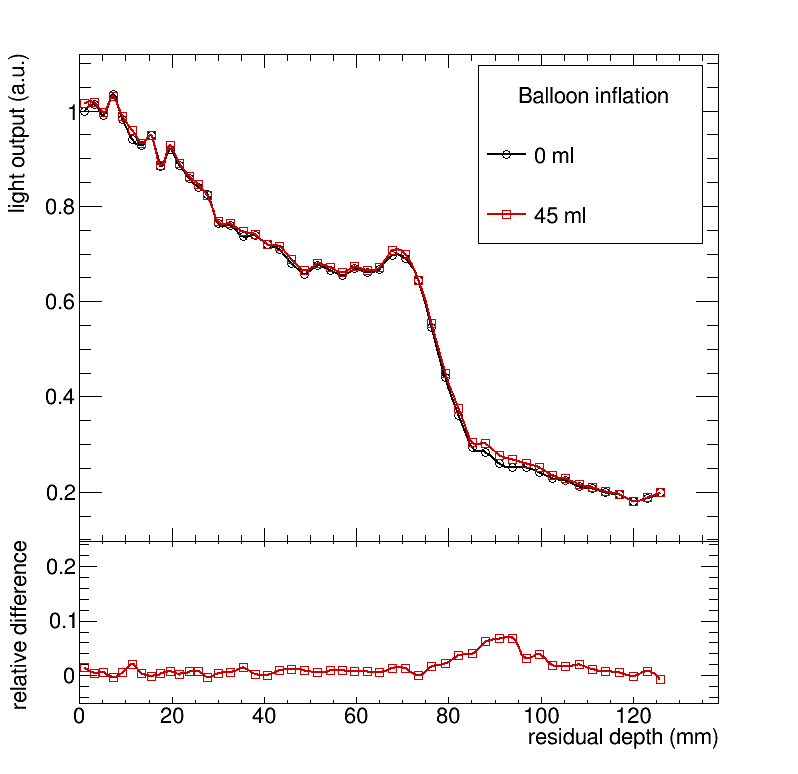 light output (a.u.)
1
0.8
0.6
0.4
0.2
Balloon inflation
0 ml
45 ml
relative difference
0.2
0.1
0
0 20 40 60 80 100 120
residual depth (mm)